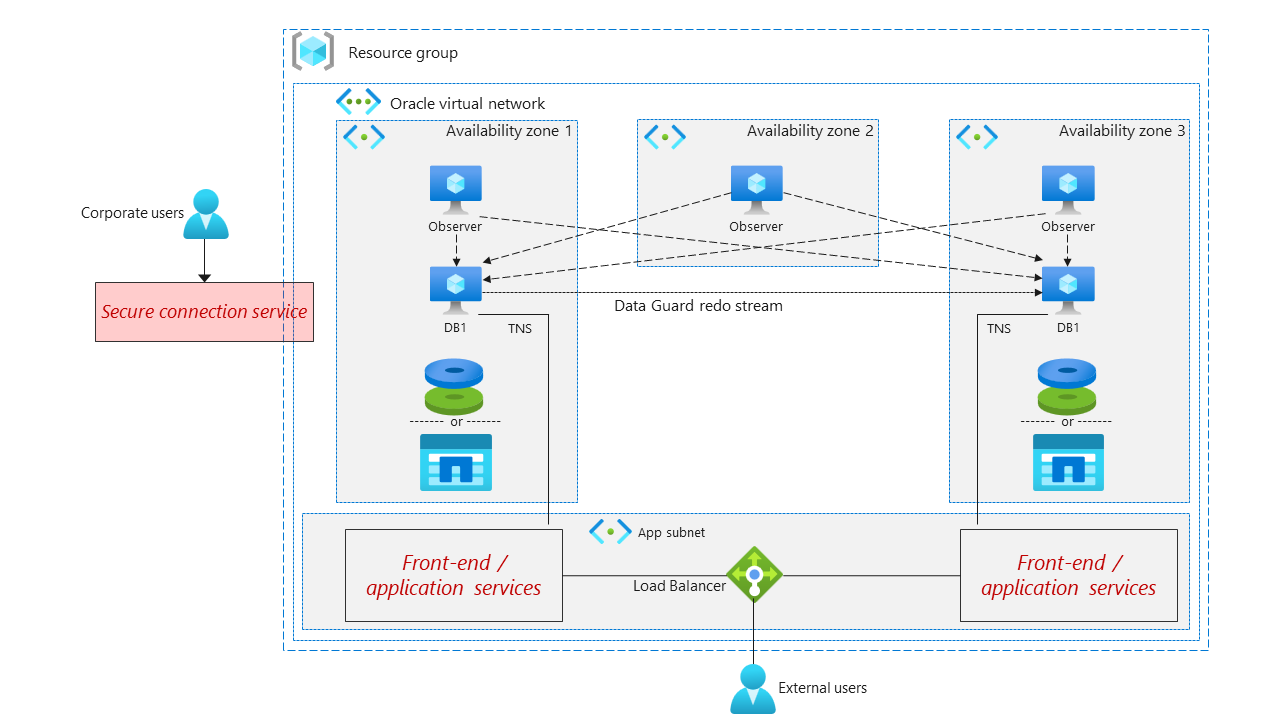 Resource group
Oracle virtual network
Availability zone 1
Availability zone 2
Availability zone 3
Corporate users
Observer
Observer
Observer
Secure connection service
Data Guard redo stream
DB1
TNS
TNS
DB1
or
or
App subnet
Front-end /
application services
Load Balancer
Front-end /
application services
External users